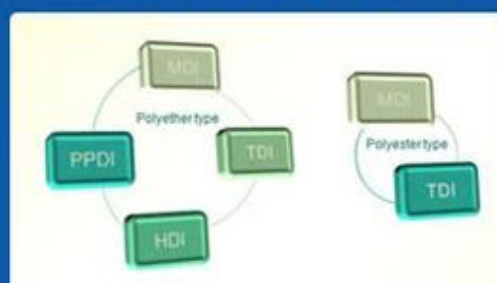 MDI
Polyether type
PPDI
TDI
HDI
MDI
Polyester type
TDI